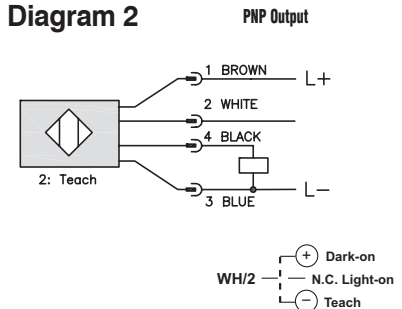 Diagram 2 PNP Output
1 BROWN L+
2 WHITE
4 BLACK
2: Teach
3 BLUE L−
+ Dark-on
WH/2 N.C. Light-on
− Teach